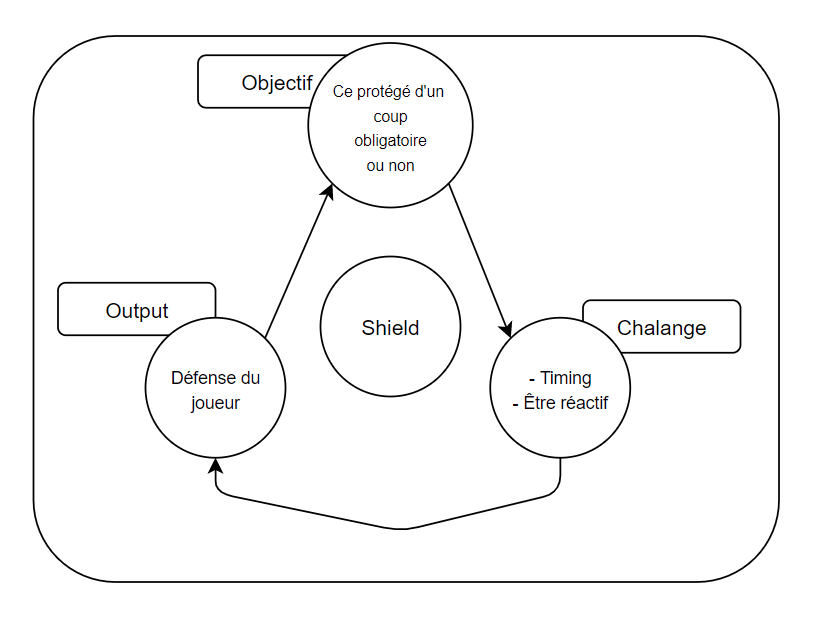 Objectif
Ce protégé d'un
coup
obligatoire
ou non
Output
Défense du
joueur
Shield
Chalange
- Timing
- Être réactif